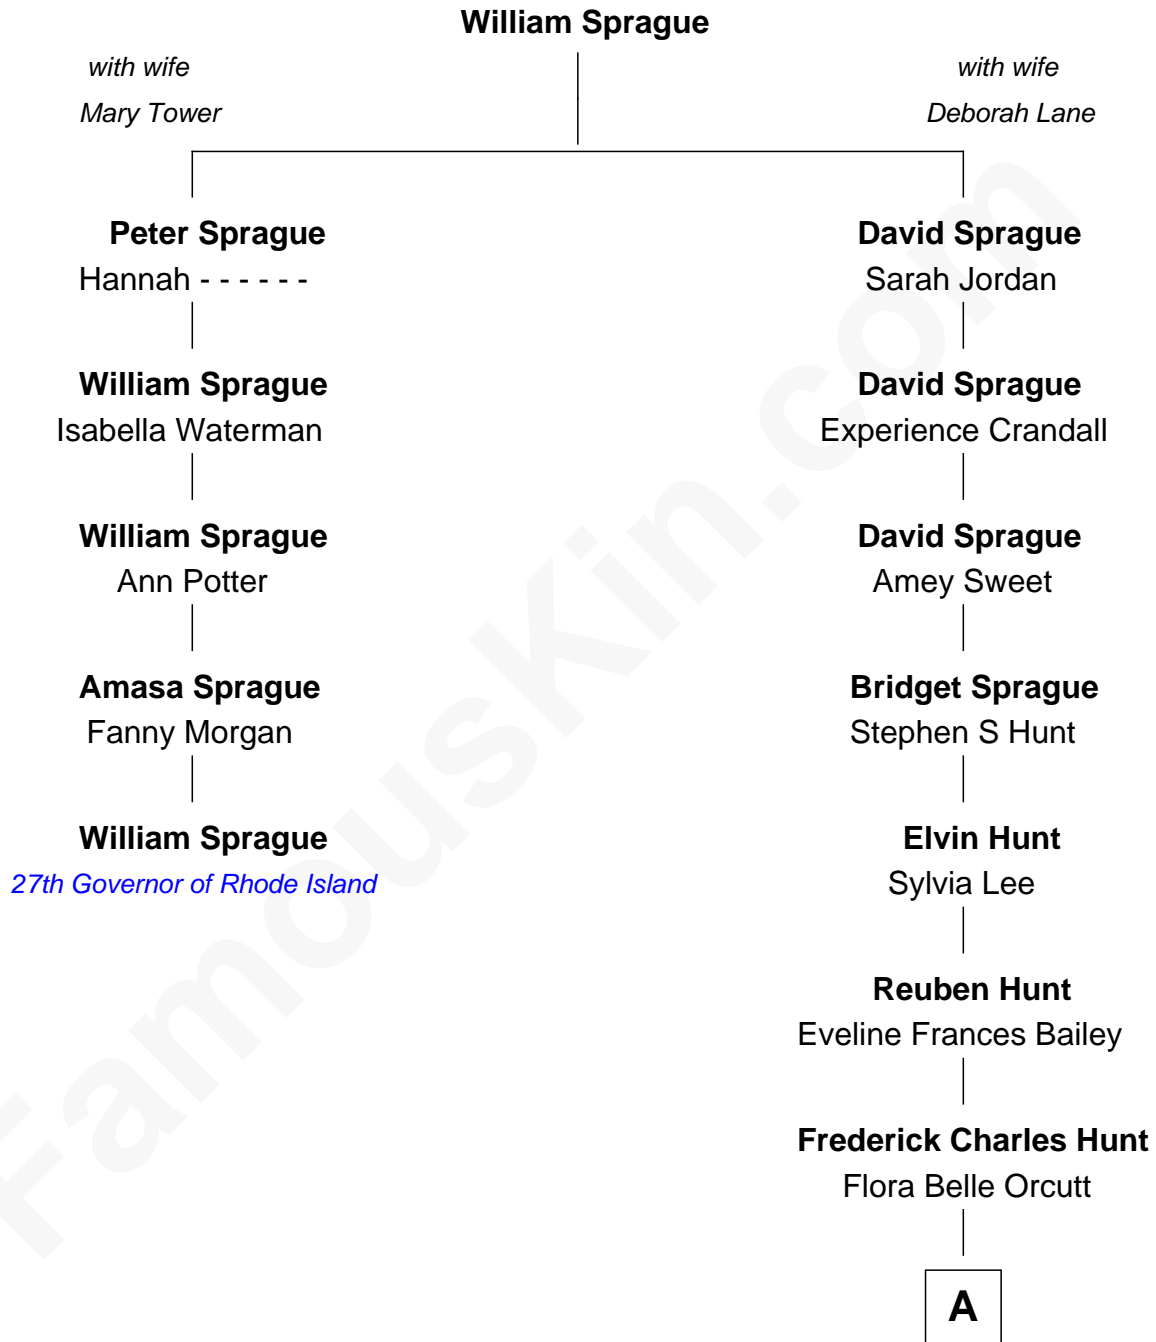 William Sprague
with wife
Mary Tower
with wife
Deborah Lane
Peter Sprague
Hannah - - - - - -
David Sprague
Sarah Jordan
William Sprague
Isabella Waterman
David Sprague
Experience Crandall
William Sprague
Ann Potter
David Sprague
Amey Sweet
Amasa Sprague
Fanny Morgan
Bridget Sprague
Stephen S Hunt
William Sprague
27th Governor of Rhode Island
Elvin Hunt
Sylvia Lee
Reuben Hunt
Eveline Frances Bailey
Frederick Charles Hunt
Flora Belle Orcutt
A
FamousKin.com